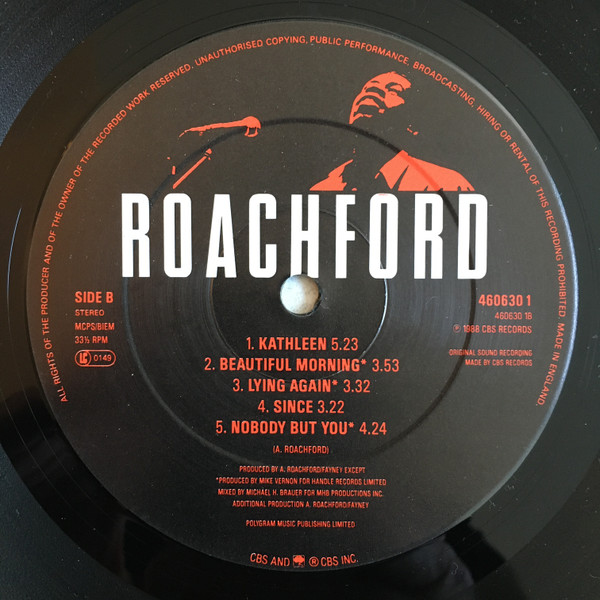 ALL RIGHTS OF THE PRODUCER AND OF THE OWNER OF THE RECORDED WORK RESERVED. UNAUTHORISED COPYING, PUBLIC PERFORMANCE, BROADCASTING, HIRING OR RENTAL OF THIS RECORDING PROHIBITED. MADE IN ENGLAND.
ROACHFORD
SIDE B
STEREO
MCPS/BIEM
33⅓ RPM
LC 0149
460630 1
460630 1B
℗ 1988 CBS RECORDS
ORIGINAL SOUND RECORDING
MADE BY CBS RECORDS
1. KATHLEEN 5.23
2. BEAUTIFUL MORNING* 3.53
3. LYING AGAIN* 3.32
4. SINCE 3.22
5. NOBODY BUT YOU* 4.24
(A. ROACHFORD)
PRODUCED BY A. ROACHFORD/FAYNEY EXCEPT
*PRODUCED BY MIKE VERNON FOR HANDLE RECORDS LIMITED
MIXED BY MICHAEL H. BRAUER FOR MHB PRODUCTIONS INC.
ADDITIONAL PRODUCTION A. ROACHFORD/FAYNEY
POLYGRAM MUSIC PUBLISHING LIMITED
CBS AND ® CBS INC.